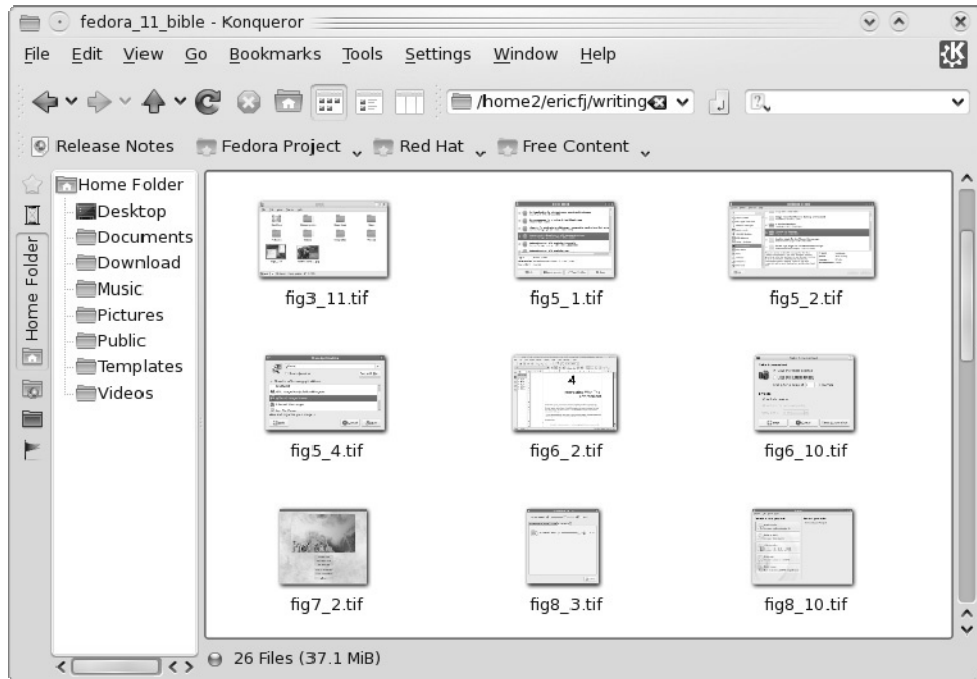 fedora_11_bible - Konqueror
File Edit View Go Bookmarks Tools Settings Window Help
/home2/ericfj/writing
Release Notes Fedora Project Red Hat Free Content
Home Folder
Home Folder
Desktop
Documents
Download
Music
Pictures
Public
Templates
Videos
fig3_11.tif fig5_1.tif fig5_2.tif
4
fig5_4.tif fig6_2.tif fig6_10.tif
fig7_2.tif fig8_3.tif fig8_10.tif
26 Files (37.1 MiB)